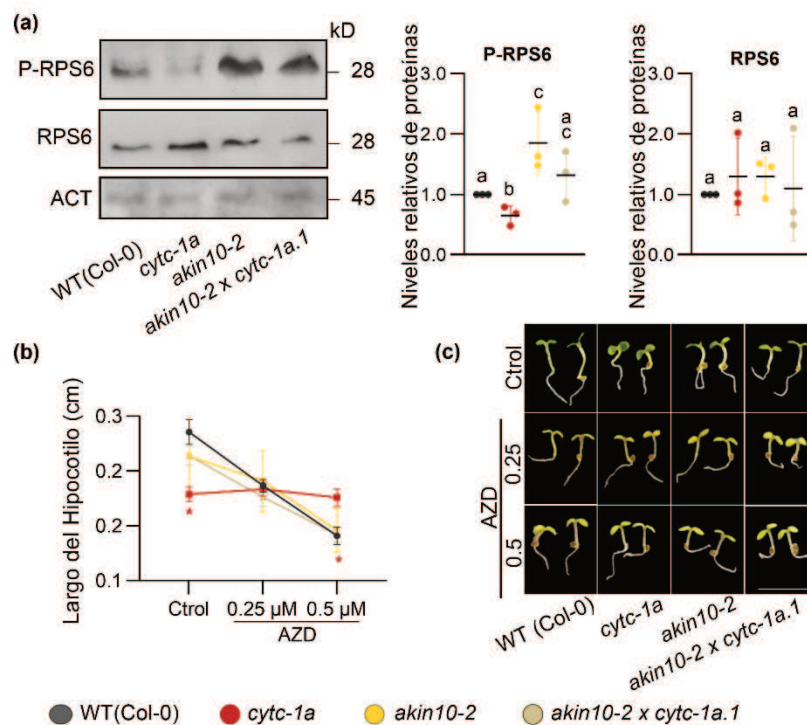 (a)
kD
P-RPS6
28
RPS6
28
ACT
45
WT(Col-0)
cytc-1a
akin10-2
akin10-2 x cytc-1a.1
P-RPS6
Niveles relativos de proteínas
3.0
2.0
1.0
0.0
a
b
c
a
c
RPS6
Niveles relativos de proteínas
3.0
2.0
1.0
0.0
a
a
a
a
(b)
Largo del Hipocotilo (cm)
0.3
0.2
0.2
0.1
*
*
Ctrol
0.25 µM
0.5 µM
AZD
(c)
Ctrol
0.25
0.5
AZD
WT (Col-0)
cytc-1a
akin10-2
akin10-2 x cytc-1a.1
WT(Col-0)
cytc-1a
akin10-2
akin10-2 x cytc-1a.1